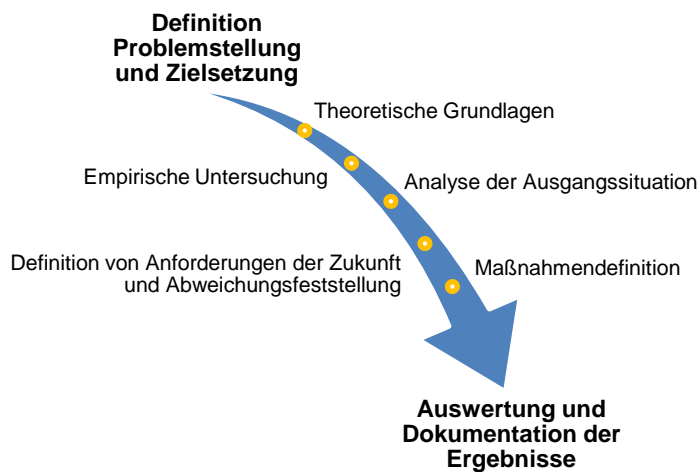 Definition
Problemstellung
und Zielsetzung
Theoretische Grundlagen
Empirische Untersuchung
Analyse der Ausgangssituation
Definition von Anforderungen der Zukunft
und Abweichungsfeststellung
Maßnahmendefinition
Auswertung und
Dokumentation der
Ergebnisse